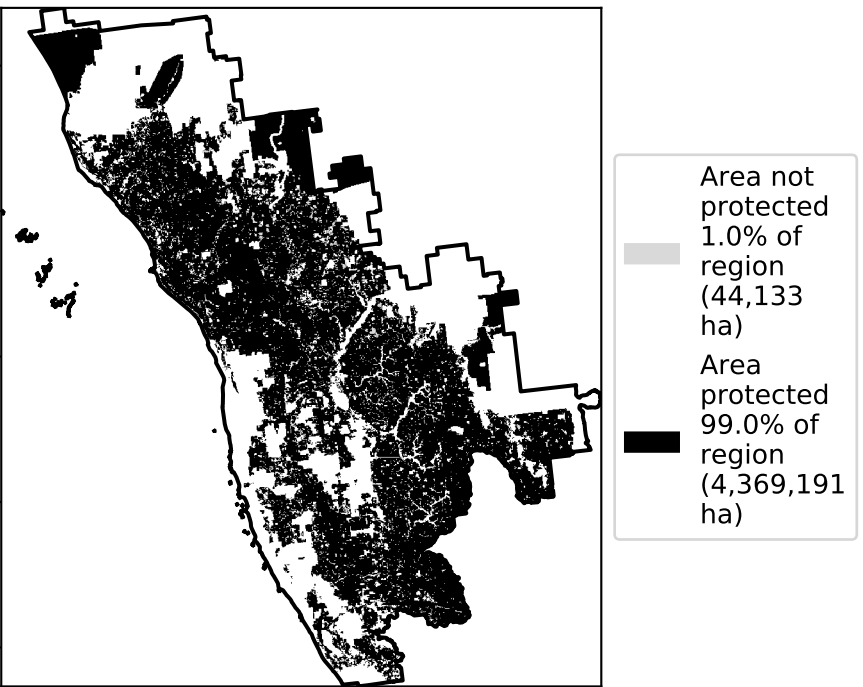 Area not
protected
1.0% of
region
(44,133
ha)
Area
protected
99.0% of
region
(4,369,191
ha)